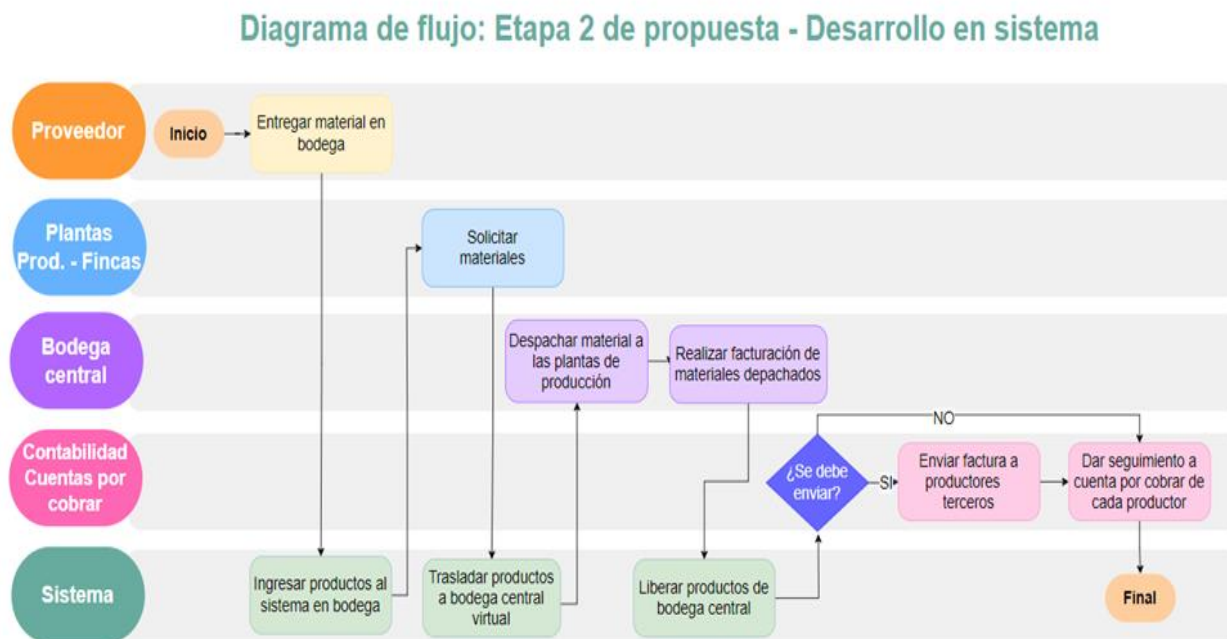 Diagrama de flujo: Etapa 2 de propuesta - Desarrollo en sistema
Proveedor
Inicio
Entregar material en
bodega
Plantas
Prod. - Fincas
Solicitar
materiales
Bodega
central
Despachar material a
las plantas de
producción
Realizar facturación de
materiales depachados
NO
Contabilidad
Cuentas por
cobrar
¿Se debe
enviar?
SI
Enviar factura a
productores
terceros
Dar seguimiento a
cuenta por cobrar de
cada productor
Sistema
Ingresar productos al
sistema en bodega
Trasladar productos
a bodega central
virtual
Liberar productos de
bodega central
Final